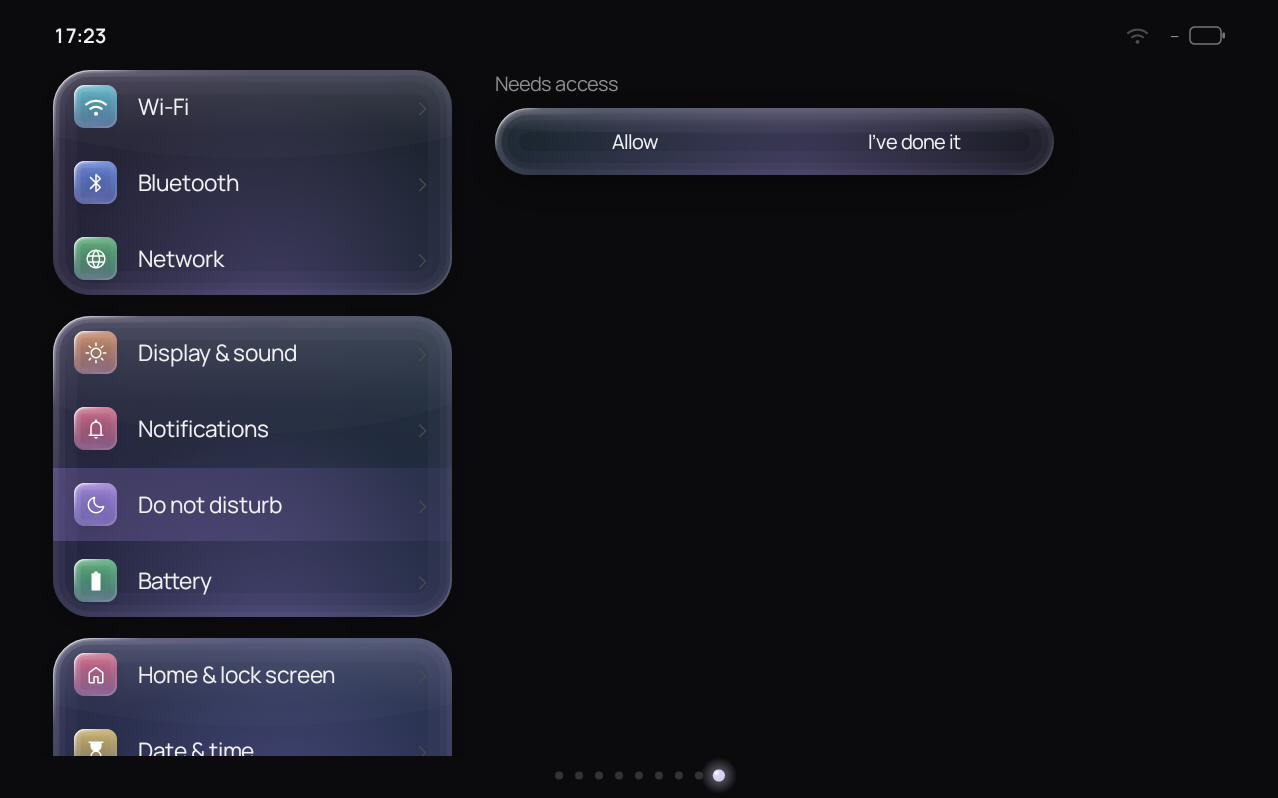 17:23
–
Wi-Fi
Bluetooth
Network
Display & sound
Notifications
Do not disturb
Battery
Home & lock screen
Date & time
Needs access
Allow
I've done it